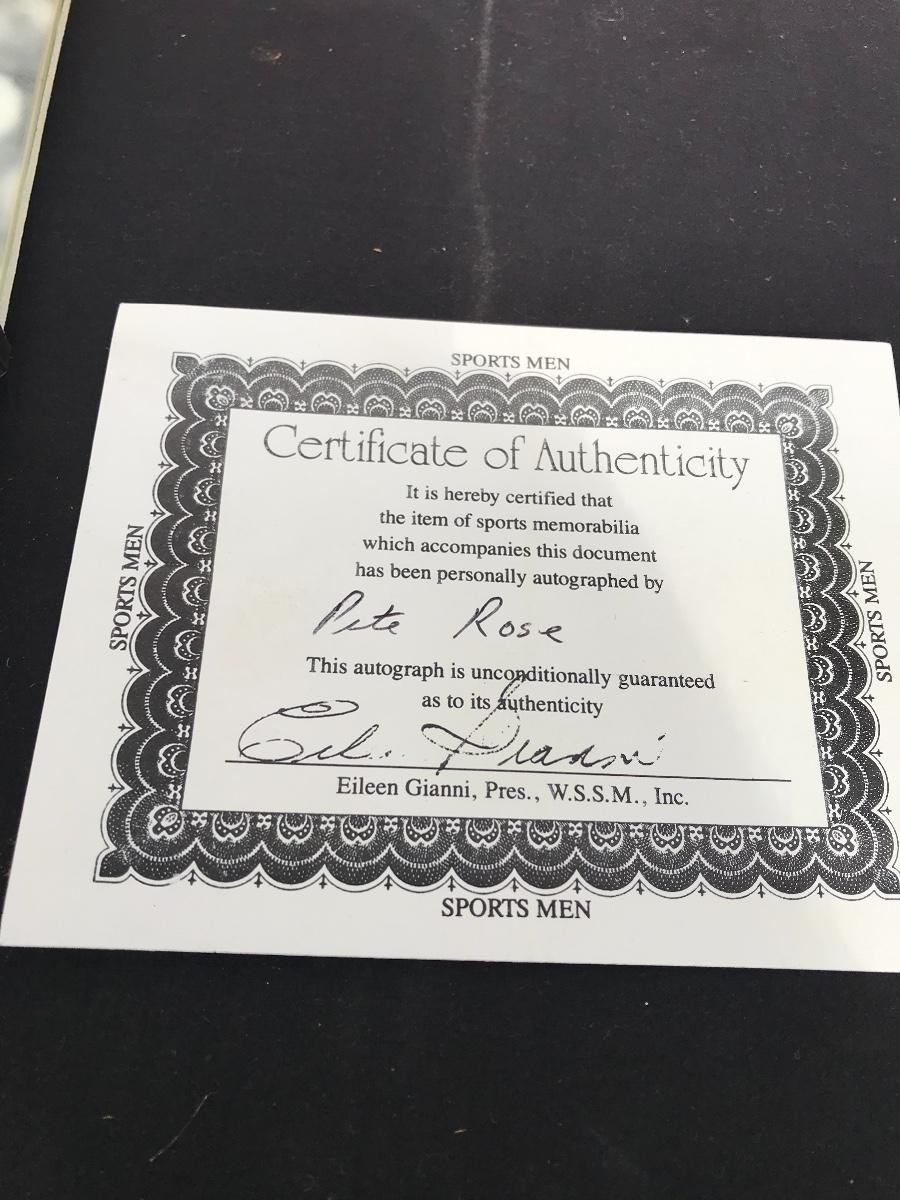 SPORTS MEN
Certificate of Authenticity
It is hereby certified that
the item of sports memorabilia
which accompanies this document
has been personally autographed by
Pete Rose
This autograph is unconditionally guaranteed
as to its authenticity
Eileen Gianni
Eileen Gianni, Pres., W.S.S.M., Inc.
SPORTS MEN
SPORTS MEN
SPORTS MEN